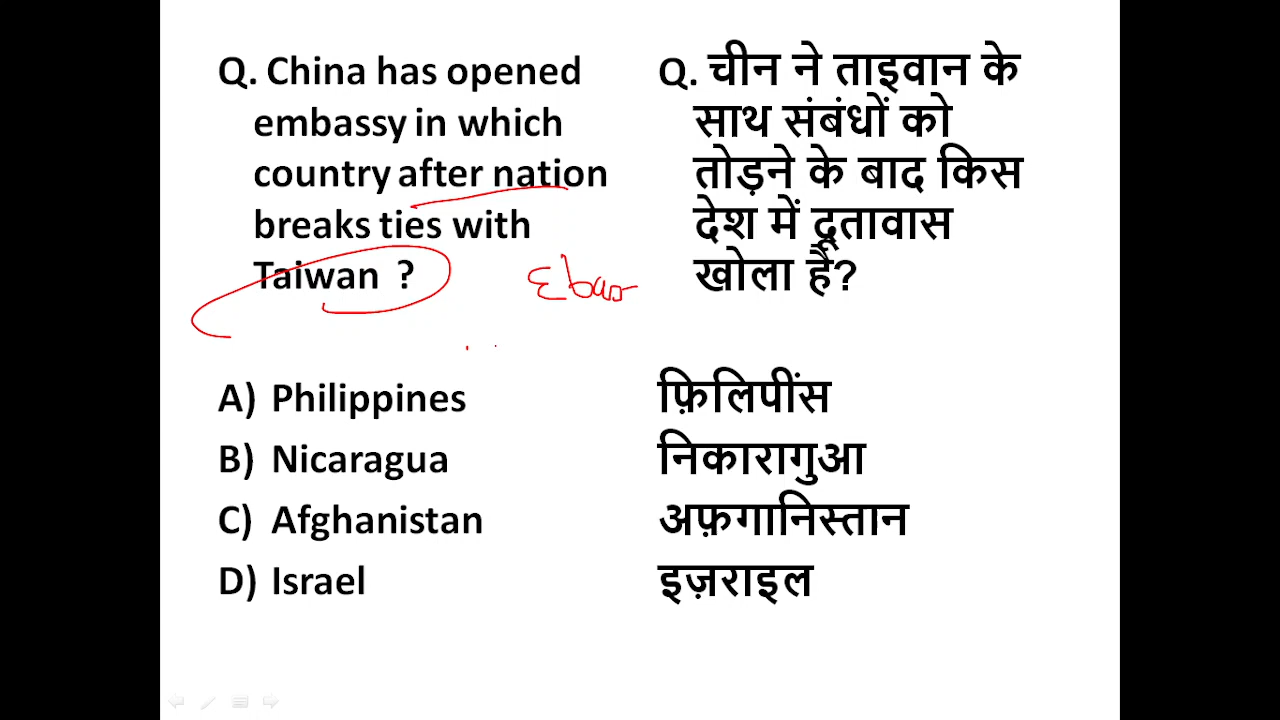 Q. China has opened
embassy in which
country after nation
breaks ties with
Taiwan ?
A) Philippines
B) Nicaragua
C) Afghanistan
D) Israel
Q. चीन ने ताइवान के
साथ संबंधों को
तोड़ने के बाद किस
देश में दूतावास
खोला है?
फ़िलिपींस
निकारागुआ
अफ़गानिस्तान
इज़राइल